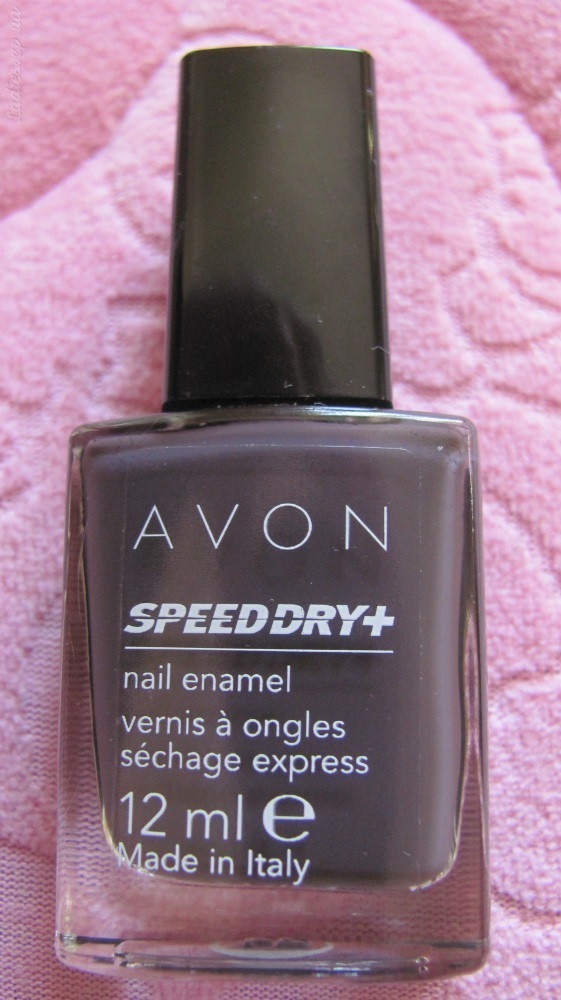 AVON
SPEED DRY+
nail enamel
vernis à ongles
séchage express
12 ml e
Made in Italy